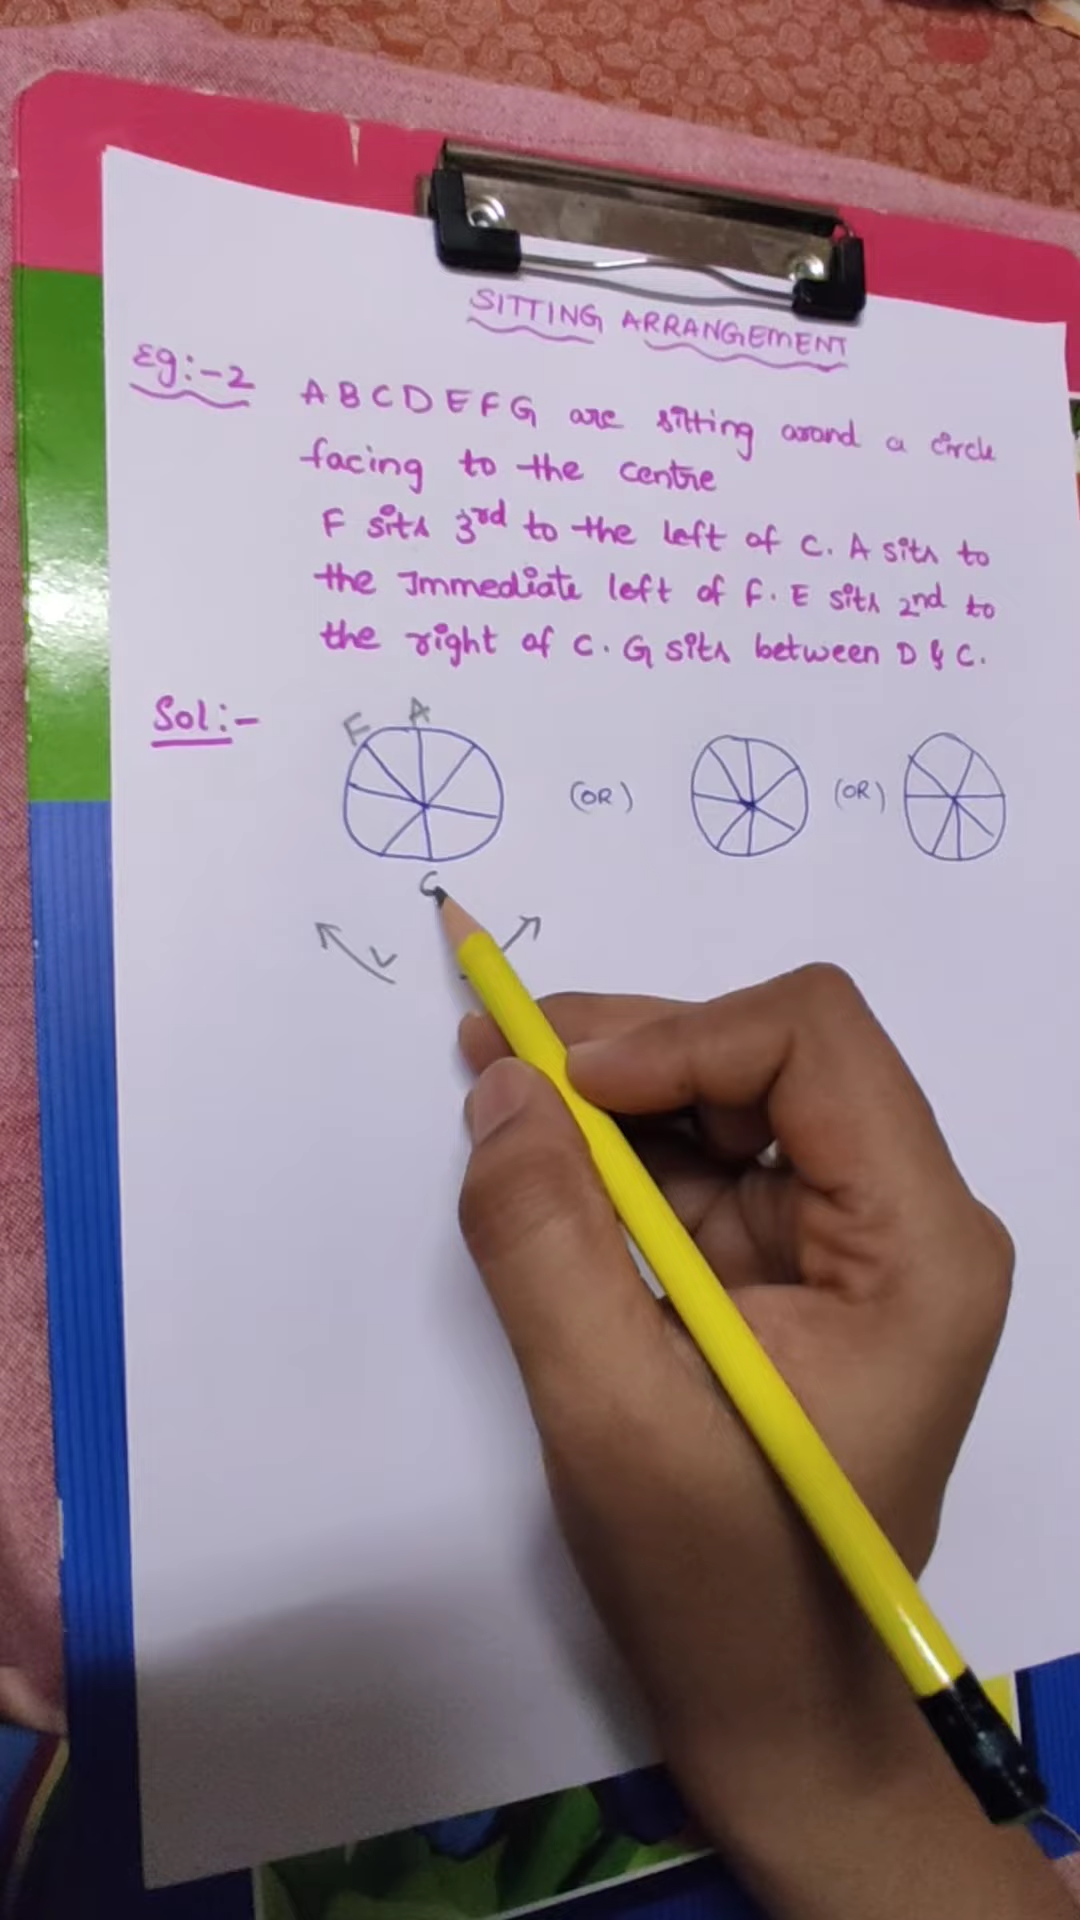 SITTING ARRANGEMENT
Eg:-2 A B C D E F G are sitting arond a circle
facing to the centre
F sits 3rd to the left of C. A sits to
the Immediate left of F. E sits 2nd to
the right of C. G sits between D & C.
Sol:-
F A
(OR) (OR)
C
L